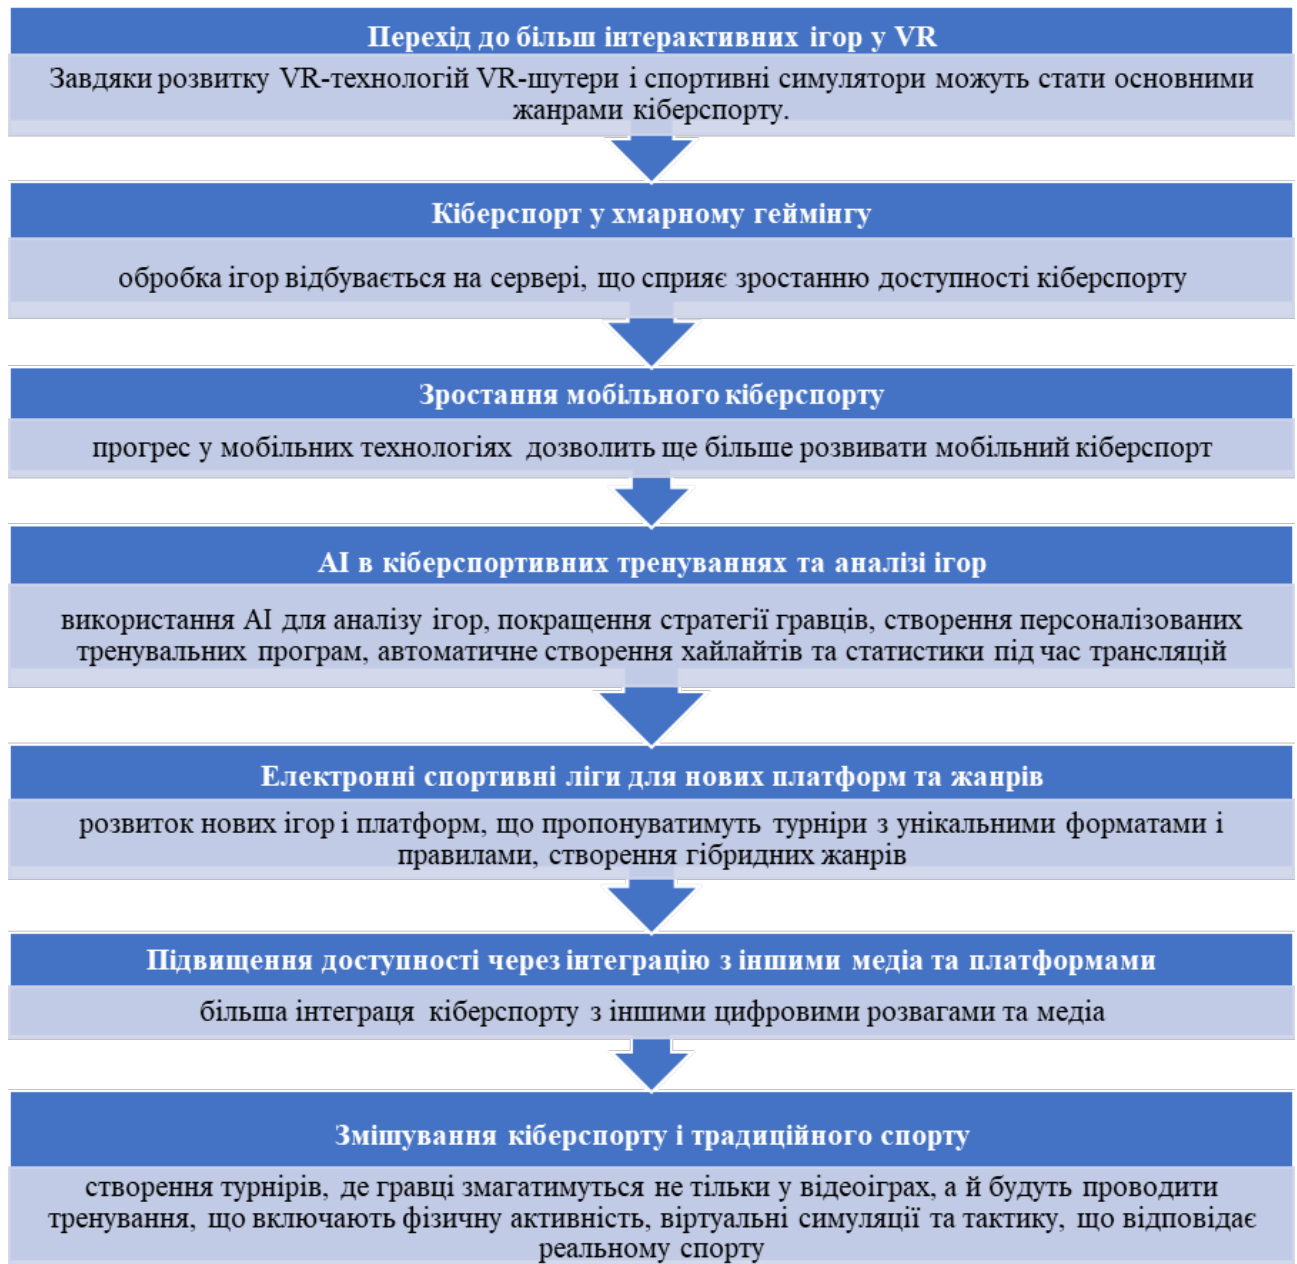 Перехід до більш інтерактивних ігор у VR
Завдяки розвитку VR-технологій VR-шутери і спортивні симулятори можуть стати основними
жанрами кіберспорту.
Кіберспорт у хмарному геймінгу
обробка ігор відбувається на сервері, що сприяє зростанню доступності кіберспорту
Зростання мобільного кіберспорту
прогрес у мобільних технологіях дозволить ще більше розвивати мобільний кіберспорт
AI в кіберспортивних тренуваннях та аналізі ігор
використання AI для аналізу ігор, покращення стратегії гравців, створення персоналізованих
тренувальних програм, автоматичне створення хайлайтів та статистики під час трансляцій
Електронні спортивні ліги для нових платформ та жанрів
розвиток нових ігор і платформ, що пропонуватимуть турніри з унікальними форматами і
правилами, створення гібридних жанрів
Підвищення доступності через інтеграцію з іншими медіа та платформами
більша інтеграця кіберспорту з іншими цифровими розвагами та медіа
Змішування кіберспорту і традиційного спорту
створення турнірів, де гравці змагатимуться не тільки у відеоіграх, а й будуть проводити
тренування, що включають фізичну активність, віртуальні симуляції та тактику, що відповідає
реальному спорту